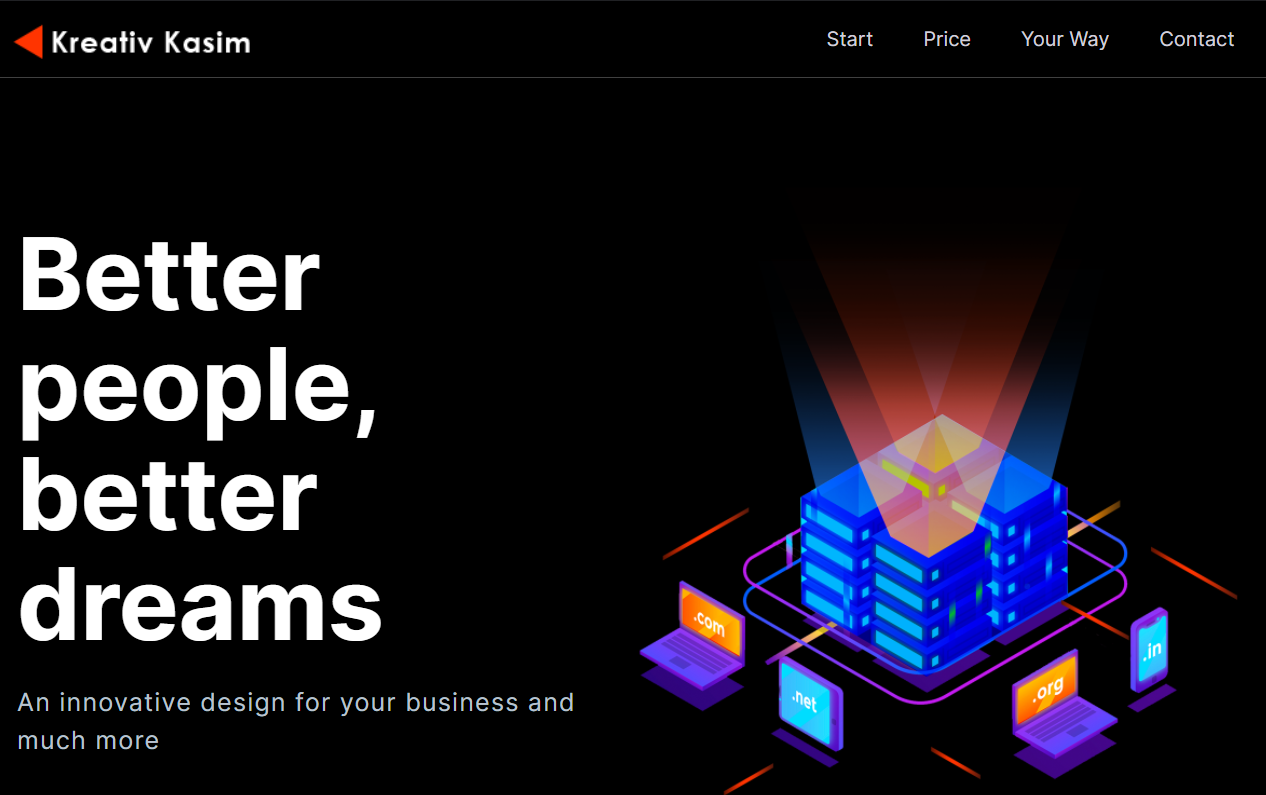 Kreativ Kasim
Start Price Your Way Contact
Better
people,
better
dreams
An innovative design for your business and
much more
.com
.net
.org
.in